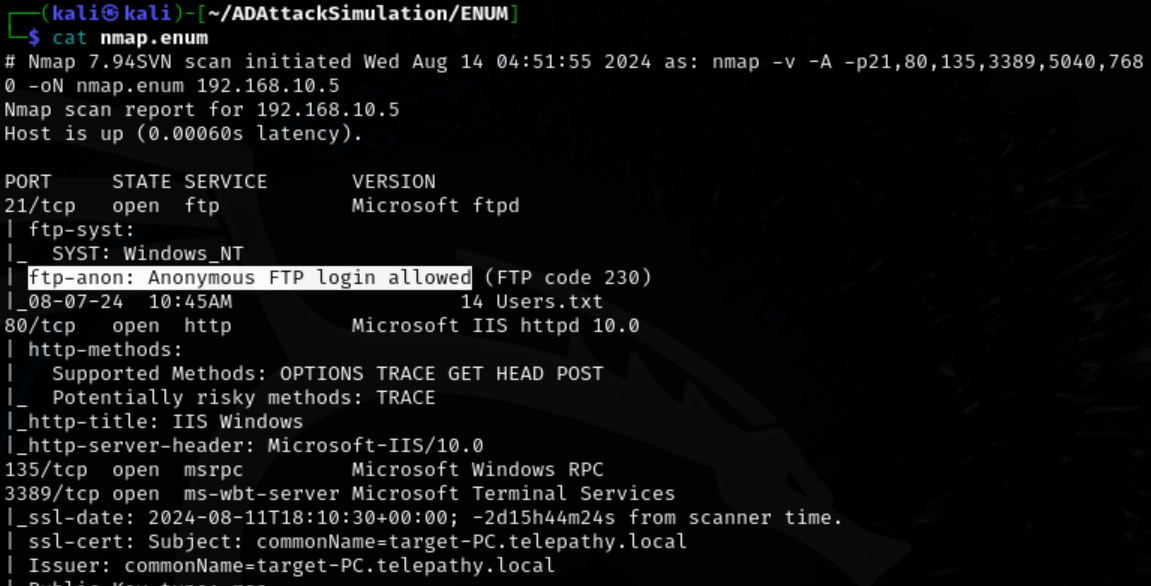 ┌──(kali㉿kali)-[~/ADAttackSimulation/ENUM]
└─$ cat nmap.enum
# Nmap 7.94SVN scan initiated Wed Aug 14 04:51:55 2024 as: nmap -v -A -p21,80,135,3389,5040,768
0 -oN nmap.enum 192.168.10.5
Nmap scan report for 192.168.10.5
Host is up (0.00060s latency).
PORT     STATE SERVICE       VERSION
21/tcp   open  ftp           Microsoft ftpd
| ftp-syst:
|_  SYST: Windows_NT
| ftp-anon: Anonymous FTP login allowed (FTP code 230)
|_08-07-24  10:45AM                   14 Users.txt
80/tcp   open  http          Microsoft IIS httpd 10.0
| http-methods:
|   Supported Methods: OPTIONS TRACE GET HEAD POST
|_  Potentially risky methods: TRACE
|_http-title: IIS Windows
|_http-server-header: Microsoft-IIS/10.0
135/tcp  open  msrpc         Microsoft Windows RPC
3389/tcp open  ms-wbt-server Microsoft Terminal Services
|_ssl-date: 2024-08-11T18:10:30+00:00; -2d15h44m24s from scanner time.
| ssl-cert: Subject: commonName=target-PC.telepathy.local
| Issuer: commonName=target-PC.telepathy.local